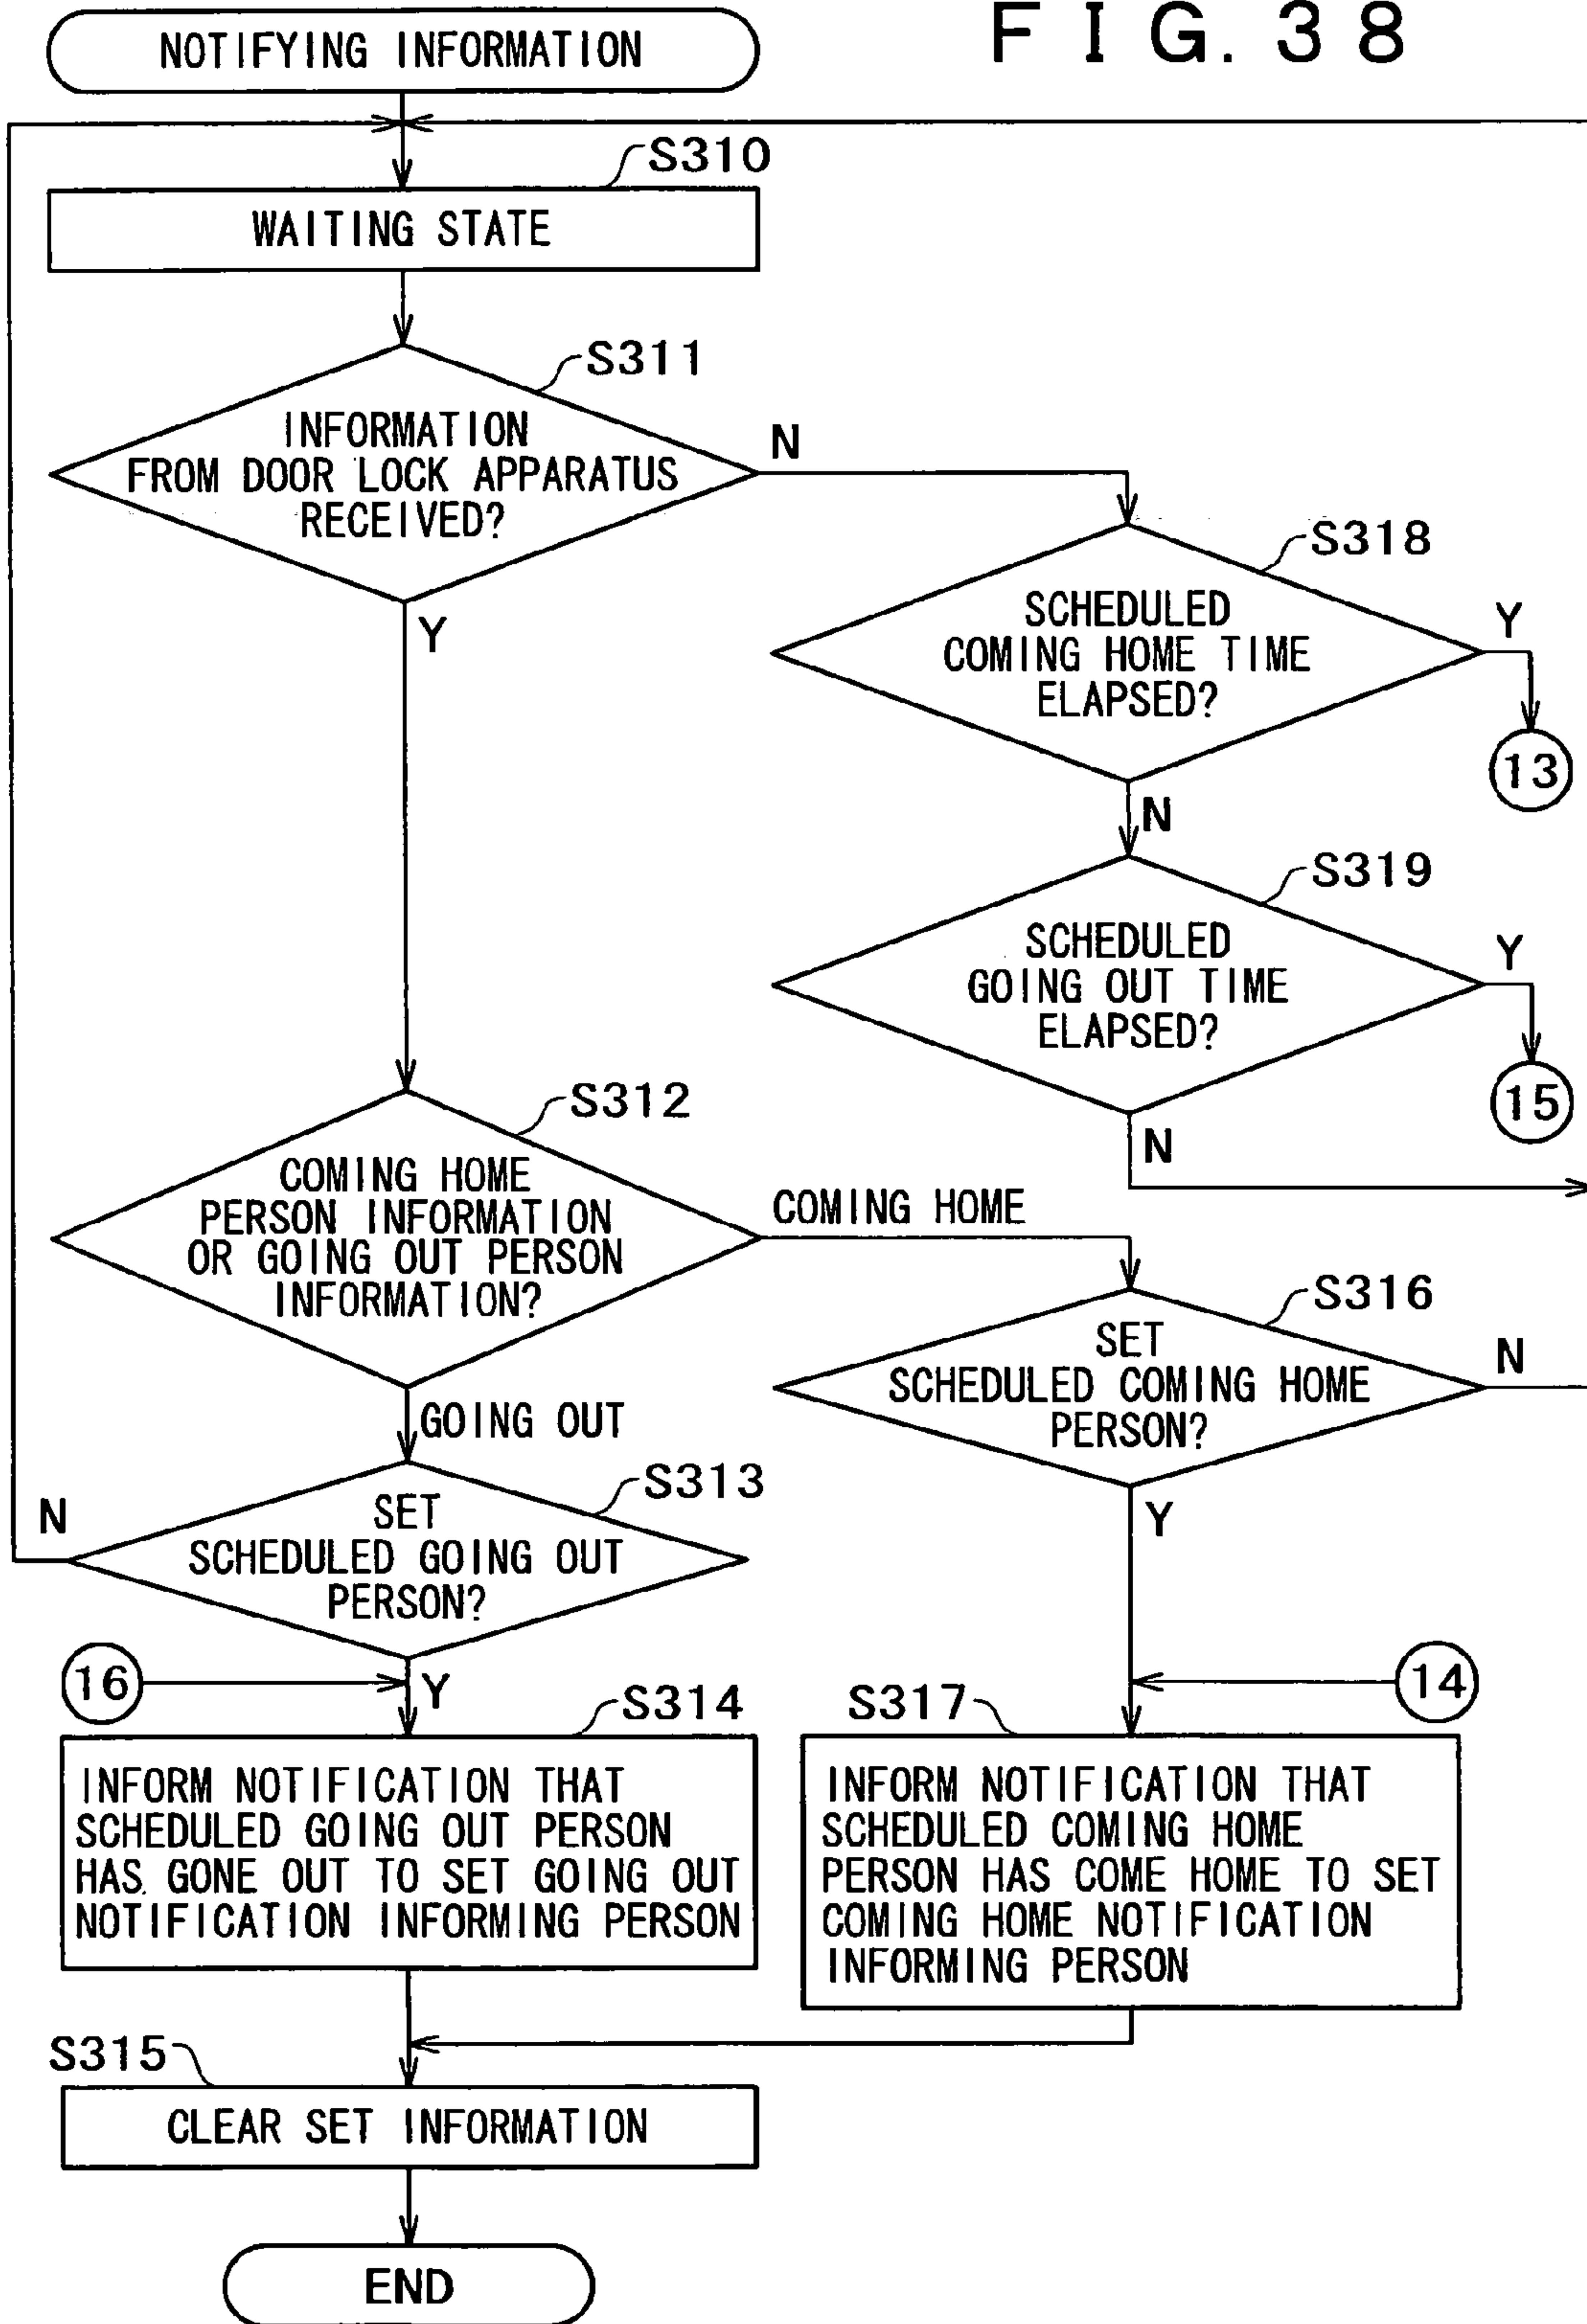 FIG. 38
NOTIFYING INFORMATION
S310
WAITING STATE
S311
INFORMATION
FROM DOOR LOCK APPARATUS
RECEIVED?
N
Y
S318
SCHEDULED
COMING HOME TIME
ELAPSED?
Y
13
N
S319
SCHEDULED
GOING OUT TIME
ELAPSED?
Y
15
N
S312
COMING HOME
PERSON INFORMATION
OR GOING OUT PERSON
INFORMATION?
COMING HOME
GOING OUT
S316
SET
SCHEDULED COMING HOME
PERSON?
N
Y
S313
SET
SCHEDULED GOING OUT
PERSON?
N
Y
16
14
S314
INFORM NOTIFICATION THAT
SCHEDULED GOING OUT PERSON
HAS GONE OUT TO SET GOING OUT
NOTIFICATION INFORMING PERSON
S317
INFORM NOTIFICATION THAT
SCHEDULED COMING HOME
PERSON HAS COME HOME TO SET
COMING HOME NOTIFICATION
INFORMING PERSON
S315
CLEAR SET INFORMATION
END